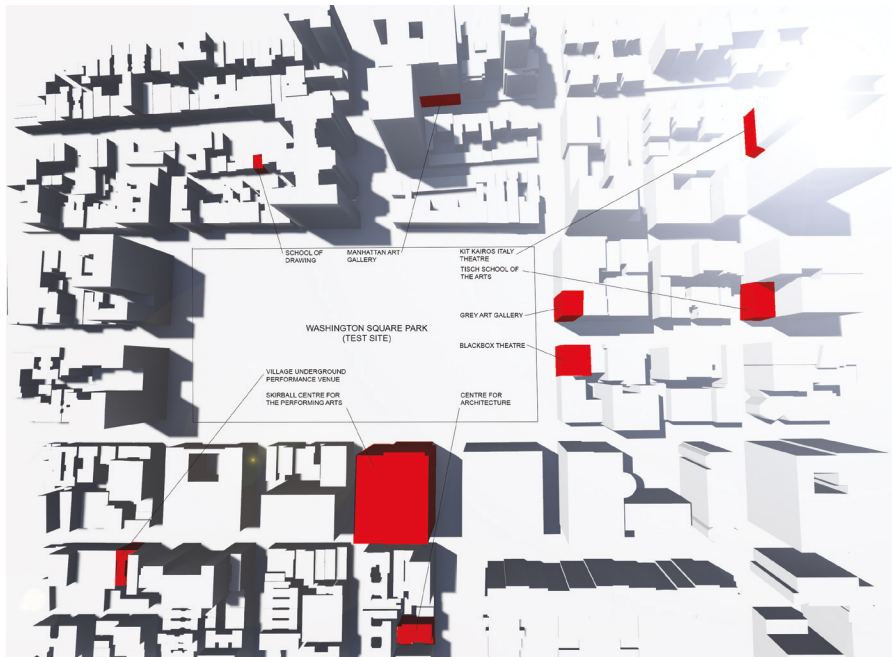 SCHOOL OF
DRAWING
MANHATTAN ART
GALLERY
KIT KAIROS ITALY
THEATRE
TISCH SCHOOL OF
THE ARTS
GREY ART GALLERY
WASHINGTON SQUARE PARK
(TEST SITE)
BLACKBOX THEATRE
VILLAGE UNDERGROUND
PERFORMANCE VENUE
SKIRBALL CENTRE FOR
THE PERFORMING ARTS
CENTRE FOR
ARCHITECTURE